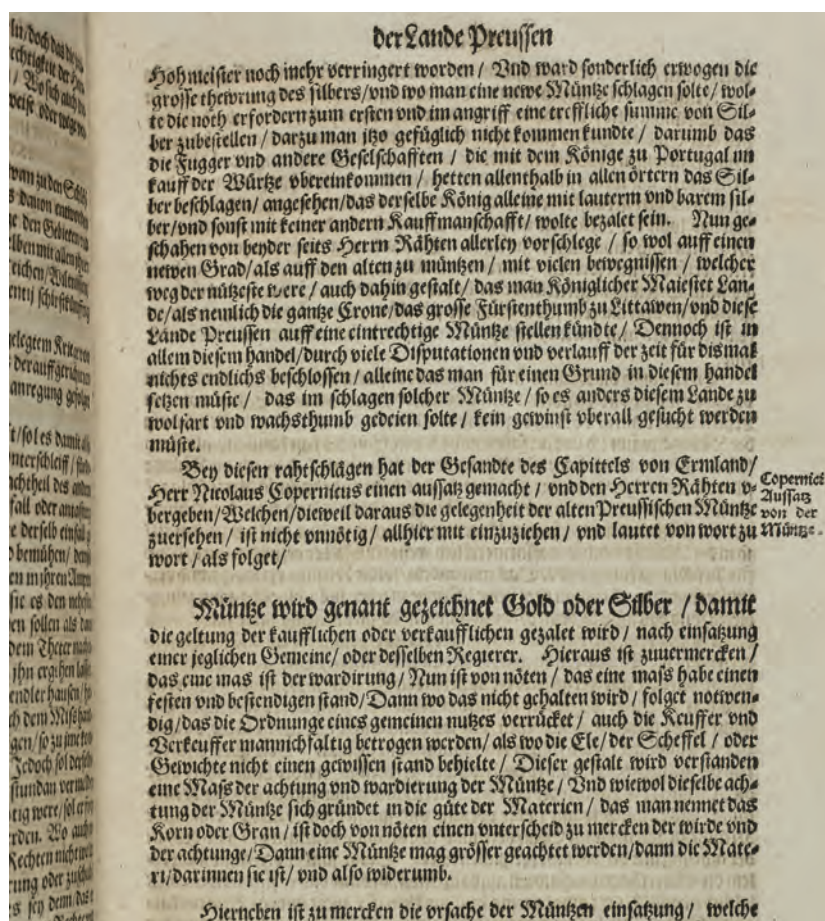 der Lande Preuſſen
Hohmeiſter noch mehr verringert worden / Vnd ward ſonderlich erwogen die
groſſe thewrung des ſilbers/vnd wo man eine newe Müntze ſchlagen ſolte/wol-
te die noth erfordern zum erſten vnd im angriff eine treffliche ſumme von Sil-
ber zubeſtellen / darzu man itzo gefüglich nicht kommen kundte / darumb das
die Fugger vnd andere Geſelſchafften / die mit dem Könige zu Portugal im
kauff der Würtze vbereinkommen / hetten allenthalb in allen örtern das Sil-
ber beſchlagen/ angeſehen/das derſelbe König alleine mit lauterm vnd barem ſil-
ber/vnd ſonſt mit keiner andern Kauffmanſchafft/ wolte bezalet ſein. Nun ge-
ſchahen von beyder ſeits Herrn Rähten allerley vorſchlege / ſo wol auff einen
newen Grad/als auff den alten zu müntzen / mit vielen bewegniſſen / welcher
weg der nützeſte were / auch dahin geſtalt/ das man Königlicher Maieſtet Lan-
de/als nemlich die gantze Crone/das groſſe Fürſtenthumb zu Littawen/vnd dieſe
Lande Preuſſen auff eine eintrechtige Müntze ſtellen kündte/ Dennoch iſt in
allem dieſem handel/durch viele Diſputationen vnd verlauff der zeit für dismal
nichts endlichs beſchloſſen / alleine das man für einen Grund in dieſem handel
ſetzen müſte / das im ſchlagen ſolcher Müntze / ſo es anders dieſem Lande zu
wolfart vnd wachsthumb gedeien ſolte / kein gewinſt vberall geſucht werden
müſte.
Bey dieſen rahtſchlägen hat der Geſandte des Capittels von Ermland/
Herr Nicolaus Copernicus einen auſſatz gemacht / vnd den Herren Rähten v-
bergeben/Welchen/dieweil daraus die gelegenheit der alten Preuſſiſchen Müntze
zuerſehen / iſt nicht vnnötig / allhier mit einzuziehen / vnd lautet von wort zu
wort / als folget/
Copernici
Auſſatz
von der
Müntze.
Müntze wird genant gezeichnet Gold oder Silber / damit
die geltung der kaufflichen oder verkaufflichen gezalet wird / nach einſatzung
einer jeglichen Gemeine/ oder deſſelben Regierer. Hieraus iſt zuuermercken /
das eine mas iſt der wardirung / Nun iſt von nöten / das eine maſs habe einen
feſten vnd beſtendigen ſtand/Dann wo das nicht gehalten wird / folget notwen-
dig/das die Ordnunge eines gemeinen nutzes verrücket / auch die Keuffer vnd
Verkeuffer mannichfaltig betrogen werden/ als wo die Ele/der Scheffel / oder
Gewichte nicht einen gewiſſen ſtand behielte / Dieſer geſtalt wird verſtanden
eine Maſs der achtung vnd wardierung der Müntze / Vnd wiewol dieſelbe ach-
tung der Müntze ſich gründet in die güte der Materien / das man nennet das
Korn oder Gran / iſt doch von nöten einen vnterſcheid zu mercken der wirde vnd
der achtunge/Dann eine Müntze mag gröſſer geachtet werden/dann die Mate-
ri/darinnen ſie iſt/ vnd alſo widerumb.
Hierneben iſt zu mercken die vrſache der Müntzen einſatzung/ welche